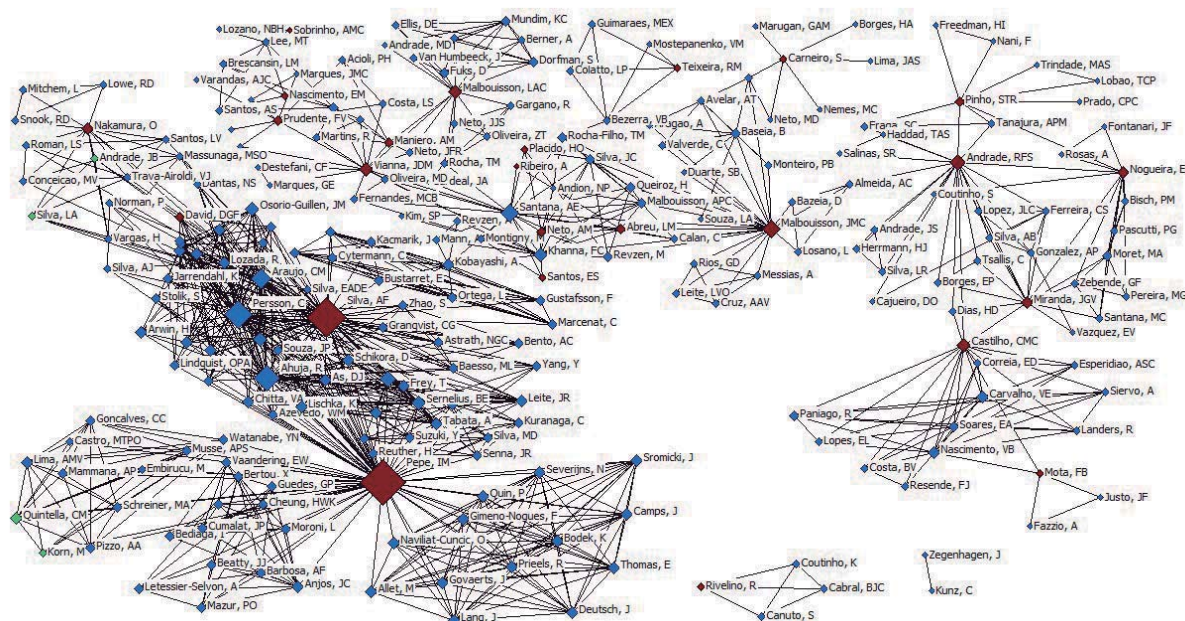 Lozano, NBH
Sobrinho, AMC
Lee, MT
Brescancin, LM
Varandas, AJC
Acioli, PH
Marques, JMC
Nascimento, EM
Santos, AS
Prudente, FV
Costa, LS
Martins, R
Maniero, AM
Vianna, JDM
Destefani, CF
Marques, GE
Oliveira, MD
Fernandes, MCB
Ellis, DE
Andrade, MD
Van Humbeeck, J
Fuks, D
Mundim, KC
Berner, A
Dorfman, S
Malbouisson, LAC
Gargano, R
Neto, JJS
Oliveira, ZT
Neto, JFR
Rocha, TM
Rocha-Filho, TM
Placido, HO
Ribeiro, A
Silva, JC
Andion, NP
Queiroz, H
Malbouisson, APC
Kim, SP
Revzen,
Santana, AE
Montigny, M
Neto, AM
Abreu, LM
Khanna, FC
Revzen, M
Calan, C
Souza, LA
Mann, A
Kobayashi, A
Santos, ES
Guimaraes, MEX
Mostepanenko, VM
Colatto, LP
Teixeira, RM
Bezerra, VB
Marugan, GAM
Borges, HA
Carneiro, S
Lima, JAS
Nemes, MC
Neto, MD
Avelar, AT
Baseia, B
Valverde, C
Duarte, SB
Monteiro, PB
Bazeia, D
Malbouisson, JMC
Losano, L
Almeida, AC
Rios, GD
Leite, LVO
Cruz, AAV
Messias, A
Freedman, HI
Nani, F
Trindade, MAS
Lobao, TCP
Pinho, STR
Prado, CPC
Tanajura, APM
Fontanari, JF
Haddad, TAS
Salinas, SR
Andrade, RFS
Rosas, A
Nogueira, E
Coutinho, S
Bisch, PM
Lopez, JLC
Ferreira, CS
Andrade, JS
Silva, AB
Pascutti, PG
Herrmann, HJ
Tsallis, C
Gonzalez, AP
Moret, MA
Silva, LR
Zebende, GF
Borges, EP
Pereira, MG
Miranda, JGV
Cajueiro, DO
Dias, HD
Santana, MC
Vazquez, EV
Castilho, CMC
Correia, ED
Esperidiao, ASC
Carvalho, VE
Siervo, A
Paniago, R
Soares, EA
Landers, R
Lopes, EL
Nascimento, VB
Costa, BV
Resende, FJ
Mota, FB
Justo, JF
Fazzio, A
Mitchem, L
Lowe, RD
Snook, RD
Nakamura, O
Roman, LS
Santos, LV
Andrade, JB
Massunaga, MSO
Conceicao, MV
Trava-Airoldi, VJ
Dantas, NS
Norman, P
Silva, LA
David, DGF
Osorio-Guillen, JM
Vargas, H
Lozada, R
Silva, AJ
Jarrendahl, K
Araujo, CM
Stolik, S
Persson, C
Silva, EADE
Silva, AF
Kacmarik, J
Cytermann, C
Bustarret, E
Zhao, S
Ortega, L
Gustafsson, F
Marcenat, C
Granqvist, CG
Astrath, NGC
Bento, AC
Baesso, ML
Yang, Y
Arwin, H
Lindquist, OPA
Souza, JP
Ahuja, R
Schikora, D
As, DJ
Frey, T
Chitta, VA
Lischka, K
Azevedo, WM
Sernelius, BE
Leite, JR
Tabata, A
Kuranaga, C
Suzuki, Y
Silva, MD
Senna, JR
Reuther, H
Pepe, IM
Goncalves, CC
Castro, MTPO
Watanabe, YN
Musse, APS
Lima, AMV
Mammana, AP
Embirucu, M
Vaandering, EW
Bertou, X
Guedes, GP
Schreiner, MA
Cheung, HWK
Quintella, CM
Cumalat, JP
Moroni, L
Pizzo, AA
Bediaga, I
Korn, M
Beatty, JJ
Barbosa, AF
Letessier-Selvon, A
Anjos, JC
Mazur, PO
Severijns, N
Sromicki, J
Quin, P
Gimeno-Nogues, F
Camps, J
Naviliat-Cuncic, O
Bodek, K
Prieels, R
Thomas, E
Govaerts, J
Allet, M
Lang, J
Deutsch, J
Coutinho, K
Rivelino, R
Cabral, BJC
Canuto, S
Zegenhagen, J
Kunz, C